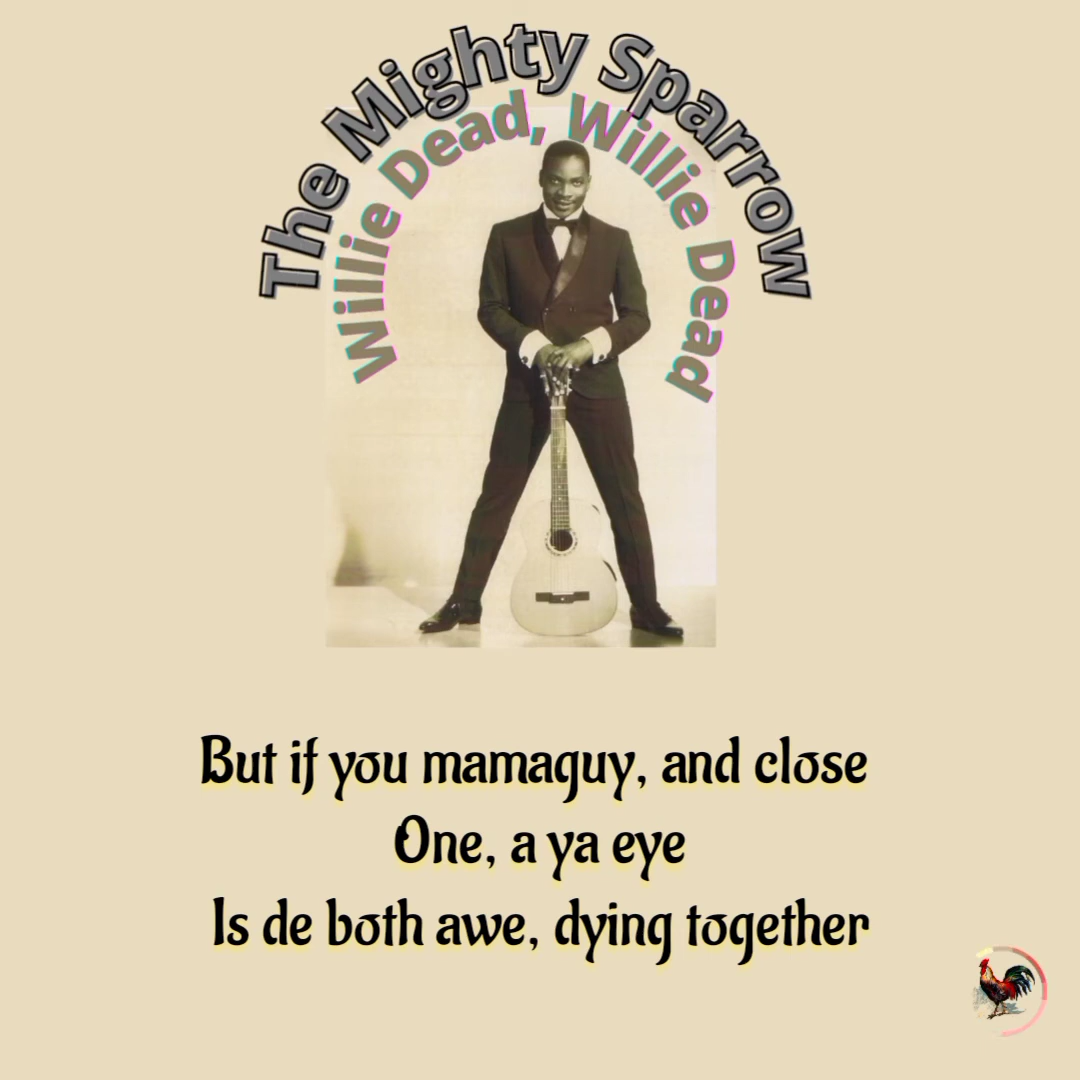 The Mighty Sparrow
Willie Dead, Willie Dead
But if you mamaguy, and close
One, a ya eye
Is de both awe, dying together